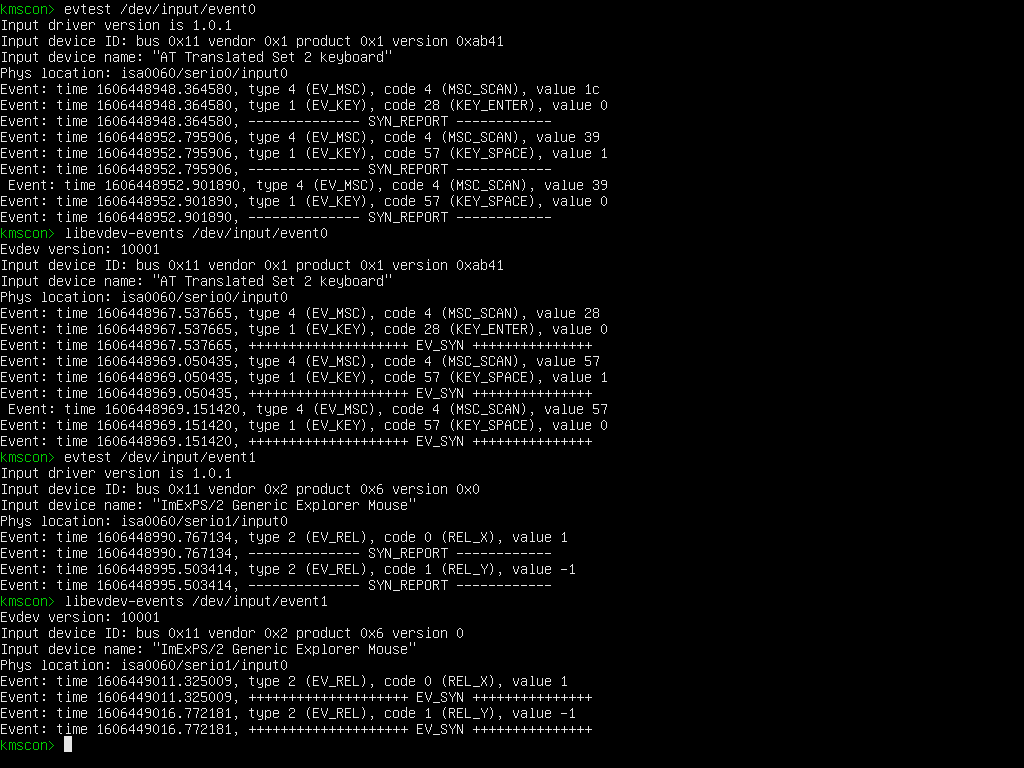 kmscon> evtest /dev/input/event0
Input driver version is 1.0.1
Input device ID: bus 0x11 vendor 0x1 product 0x1 version 0xab41
Input device name: "AT Translated Set 2 keyboard"
Phys location: isa0060/serio0/input0
Event: time 1606448948.364580, type 4 (EV_MSC), code 4 (MSC_SCAN), value 1c
Event: time 1606448948.364580, type 1 (EV_KEY), code 28 (KEY_ENTER), value 0
Event: time 1606448948.364580, -------------- SYN_REPORT ------------
Event: time 1606448952.795906, type 4 (EV_MSC), code 4 (MSC_SCAN), value 39
Event: time 1606448952.795906, type 1 (EV_KEY), code 57 (KEY_SPACE), value 1
Event: time 1606448952.795906, -------------- SYN_REPORT ------------
 Event: time 1606448952.901890, type 4 (EV_MSC), code 4 (MSC_SCAN), value 39
Event: time 1606448952.901890, type 1 (EV_KEY), code 57 (KEY_SPACE), value 0
Event: time 1606448952.901890, -------------- SYN_REPORT ------------
kmscon> libevdev-events /dev/input/event0
Evdev version: 10001
Input device ID: bus 0x11 vendor 0x1 product 0x1 version 0xab41
Input device name: "AT Translated Set 2 keyboard"
Phys location: isa0060/serio0/input0
Event: time 1606448967.537665, type 4 (EV_MSC), code 4 (MSC_SCAN), value 28
Event: time 1606448967.537665, type 1 (EV_KEY), code 28 (KEY_ENTER), value 0
Event: time 1606448967.537665, ++++++++++++++++++++ EV_SYN +++++++++++++++
Event: time 1606448969.050435, type 4 (EV_MSC), code 4 (MSC_SCAN), value 57
Event: time 1606448969.050435, type 1 (EV_KEY), code 57 (KEY_SPACE), value 1
Event: time 1606448969.050435, ++++++++++++++++++++ EV_SYN +++++++++++++++
 Event: time 1606448969.151420, type 4 (EV_MSC), code 4 (MSC_SCAN), value 57
Event: time 1606448969.151420, type 1 (EV_KEY), code 57 (KEY_SPACE), value 0
Event: time 1606448969.151420, ++++++++++++++++++++ EV_SYN +++++++++++++++
kmscon> evtest /dev/input/event1
Input driver version is 1.0.1
Input device ID: bus 0x11 vendor 0x2 product 0x6 version 0x0
Input device name: "ImExPS/2 Generic Explorer Mouse"
Phys location: isa0060/serio1/input0
Event: time 1606448990.767134, type 2 (EV_REL), code 0 (REL_X), value 1
Event: time 1606448990.767134, -------------- SYN_REPORT ------------
Event: time 1606448995.503414, type 2 (EV_REL), code 1 (REL_Y), value -1
Event: time 1606448995.503414, -------------- SYN_REPORT ------------
kmscon> libevdev-events /dev/input/event1
Evdev version: 10001
Input device ID: bus 0x11 vendor 0x2 product 0x6 version 0
Input device name: "ImExPS/2 Generic Explorer Mouse"
Phys location: isa0060/serio1/input0
Event: time 1606449011.325009, type 2 (EV_REL), code 0 (REL_X), value 1
Event: time 1606449011.325009, ++++++++++++++++++++ EV_SYN +++++++++++++++
Event: time 1606449016.772181, type 2 (EV_REL), code 1 (REL_Y), value -1
Event: time 1606449016.772181, ++++++++++++++++++++ EV_SYN +++++++++++++++
kmscon>